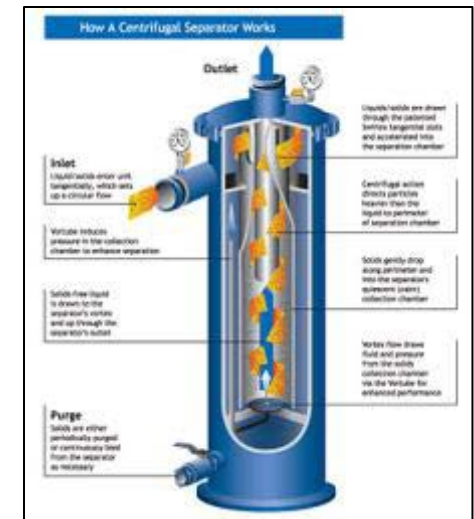 How A Centrifugal Separator Works
Outlet
Liquids/solids are drawn
through the patented
Swirlex tangential slots
and accelerated into
the separation chamber
Inlet
Liquid/solids enter unit
tangentially, which sets
up a circular flow
Centrifugal action
directs particles
heavier than the
liquid to perimeter
of separation chamber
Vortube reduces
pressure in the collection
chamber to enhance separation
Solids gently drop
along perimeter and
into the separator's
quiescent (calm)
collection chamber
Solids free liquid
is drawn to the
separator's vortex
and up through the
separator's outlet
Vortex flow draws
fluid and pressure
from the solids
collection chamber
via the Vortube for
enhanced performance
Purge
Solids are either
periodically purged
or continuously bled
from the separator
as necessary